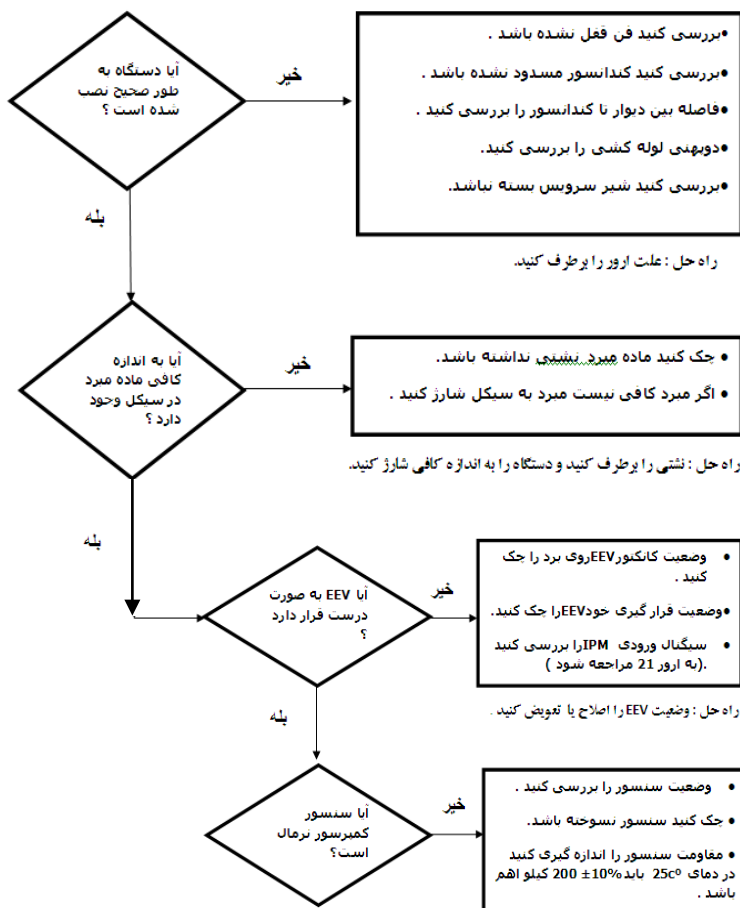 آیا دستگاه به
طور صحیح نصب
شده است ؟
خیر
•بررسی کنید فن قفل نشده باشد .
•بررسی کنید کندانسور مسدود نشده باشد .
•فاصله بین دیوار تا کندانسور را بررسی کنید .
•دوپهنی لوله کشی را بررسی کنید.
•بررسی کنید شیر سرویس بسته نباشد.
بله
راه حل : علت ارور را برطرف کنید.
آیا به اندازه
کافی ماده مبرد
در سیکل وجود
دارد ؟
خیر
• چک کنید ماده مبرد نشتی نداشته باشد.
• اگر مبرد کافی نیست مبرد به سیکل شارژ کنید .
راه حل : نشتی را برطرف کنید و دستگاه را به اندازه کافی شارژ کنید.
بله
آیا EEV به صورت
درست قرار دارد
؟
خیر
• وضعیت کانکتورEEVروی برد را چک
کنید .
•وضعیت قرار گیری خودEEVرا چک کنید.
• سیگنال ورودی IPMرا بررسی کنید
.(به ارور 21 مراجعه شود )
راه حل : وضعیت EEV را اصلاح یا تعویض کنید .
بله
آیا سنسور
کمپرسور نرمال
است؟
خیر
• وضعیت سنسور را بررسی کنید .
• چک کنید سنسور نسوخته باشد.
• مقاومت سنسور را اندازه گیری کنید
در دمای 25c⁰ باید10%± 200 کیلو اهم
باشد .